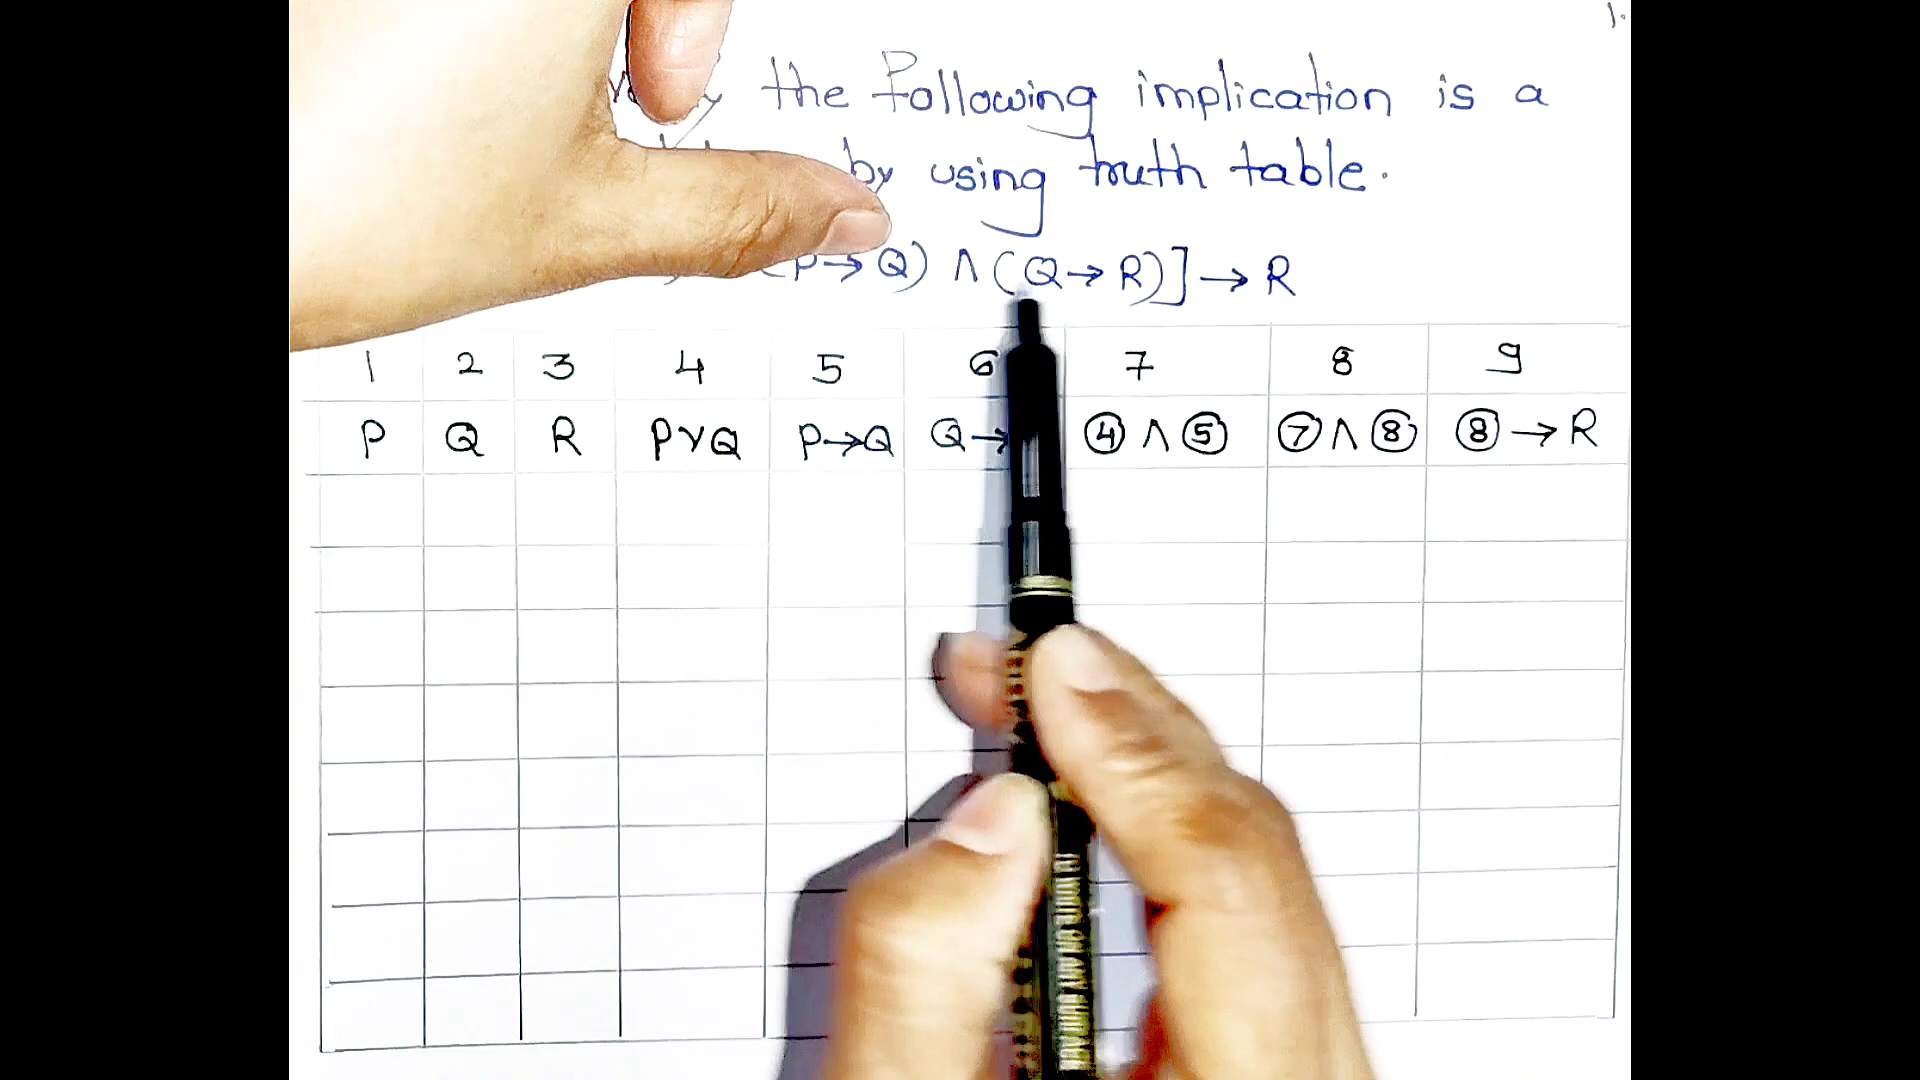 1.
the following implication is a
by using truth table.
(P→Q) ∧ (Q→R)] → R
1 2 3 4 5 6 7 8 9
P Q R P∨Q P→Q Q→ ④ ∧ ⑤ ⑦ ∧ ⑧ ⑧ → R